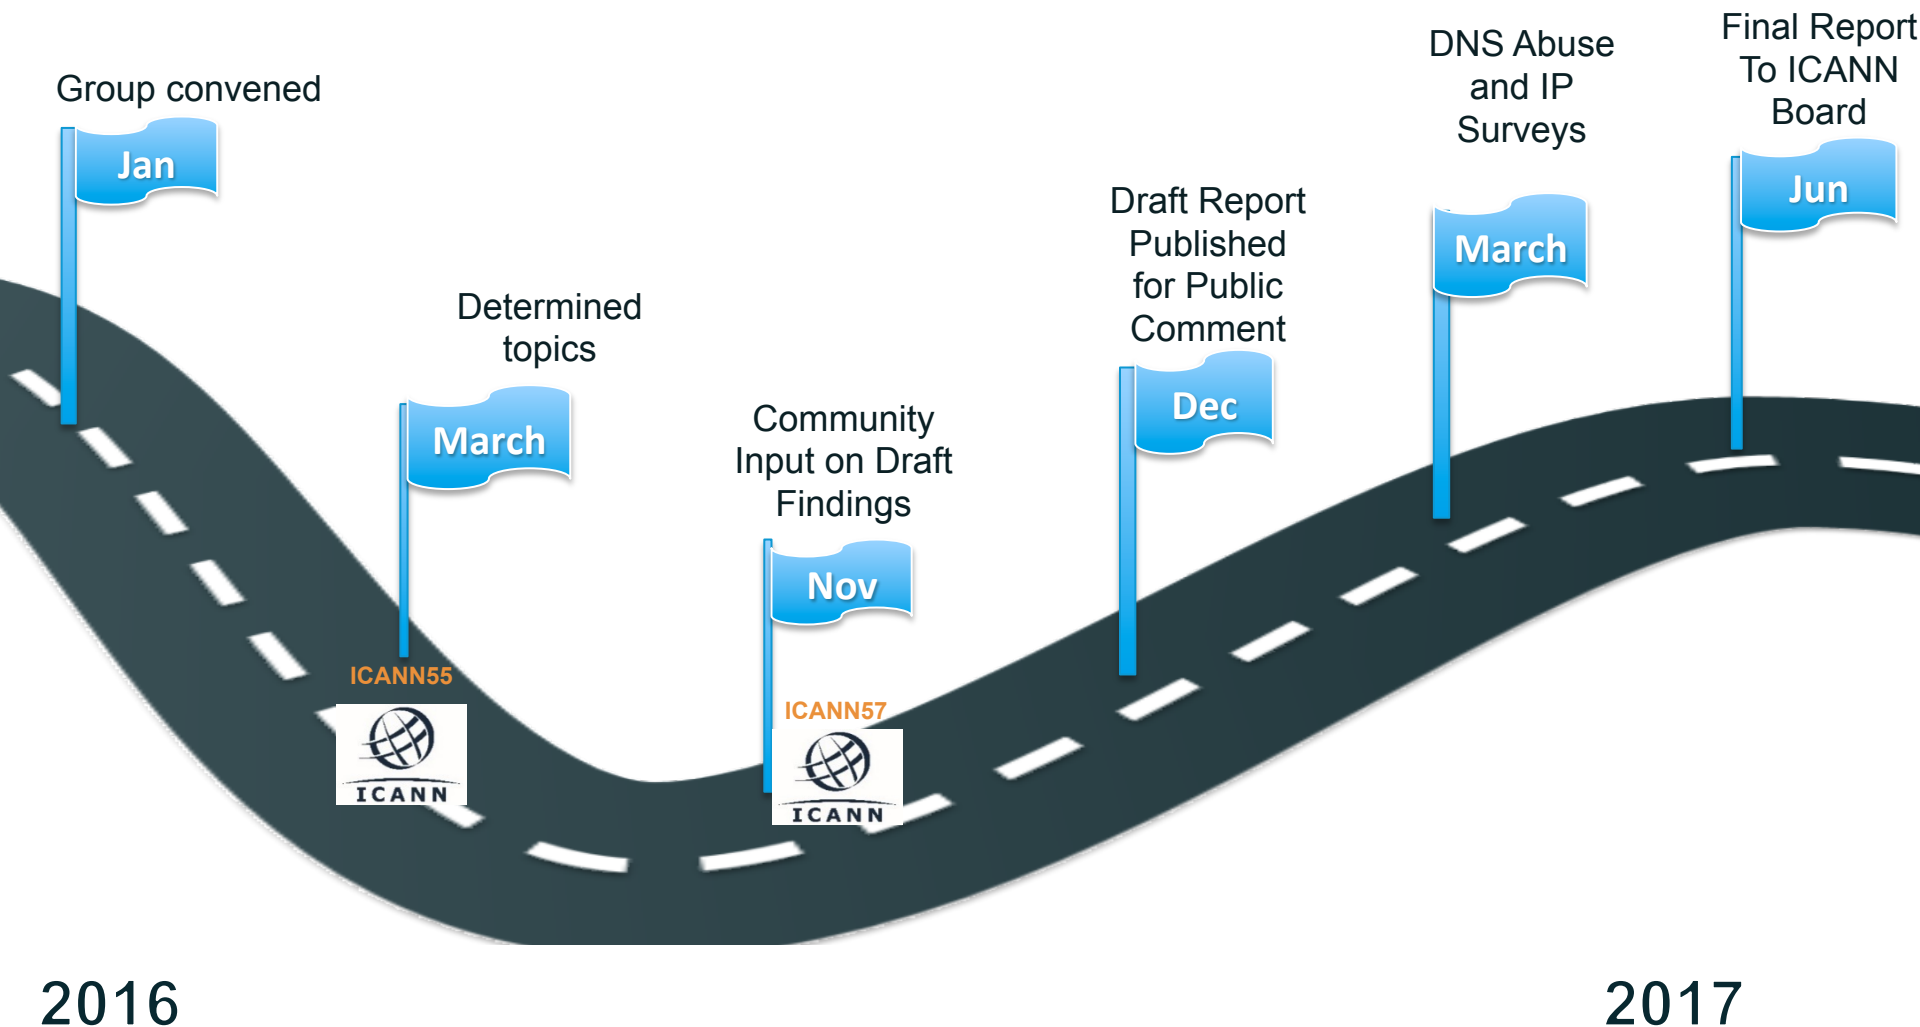 Group convened
Jan
Determined
topics
March
ICANN55
ICANN
Community
Input on Draft
Findings
Nov
ICANN57
ICANN
Draft Report
Published
for Public
Comment
Dec
DNS Abuse
and IP
Surveys
March
Final Report
To ICANN
Board
Jun
2016
2017